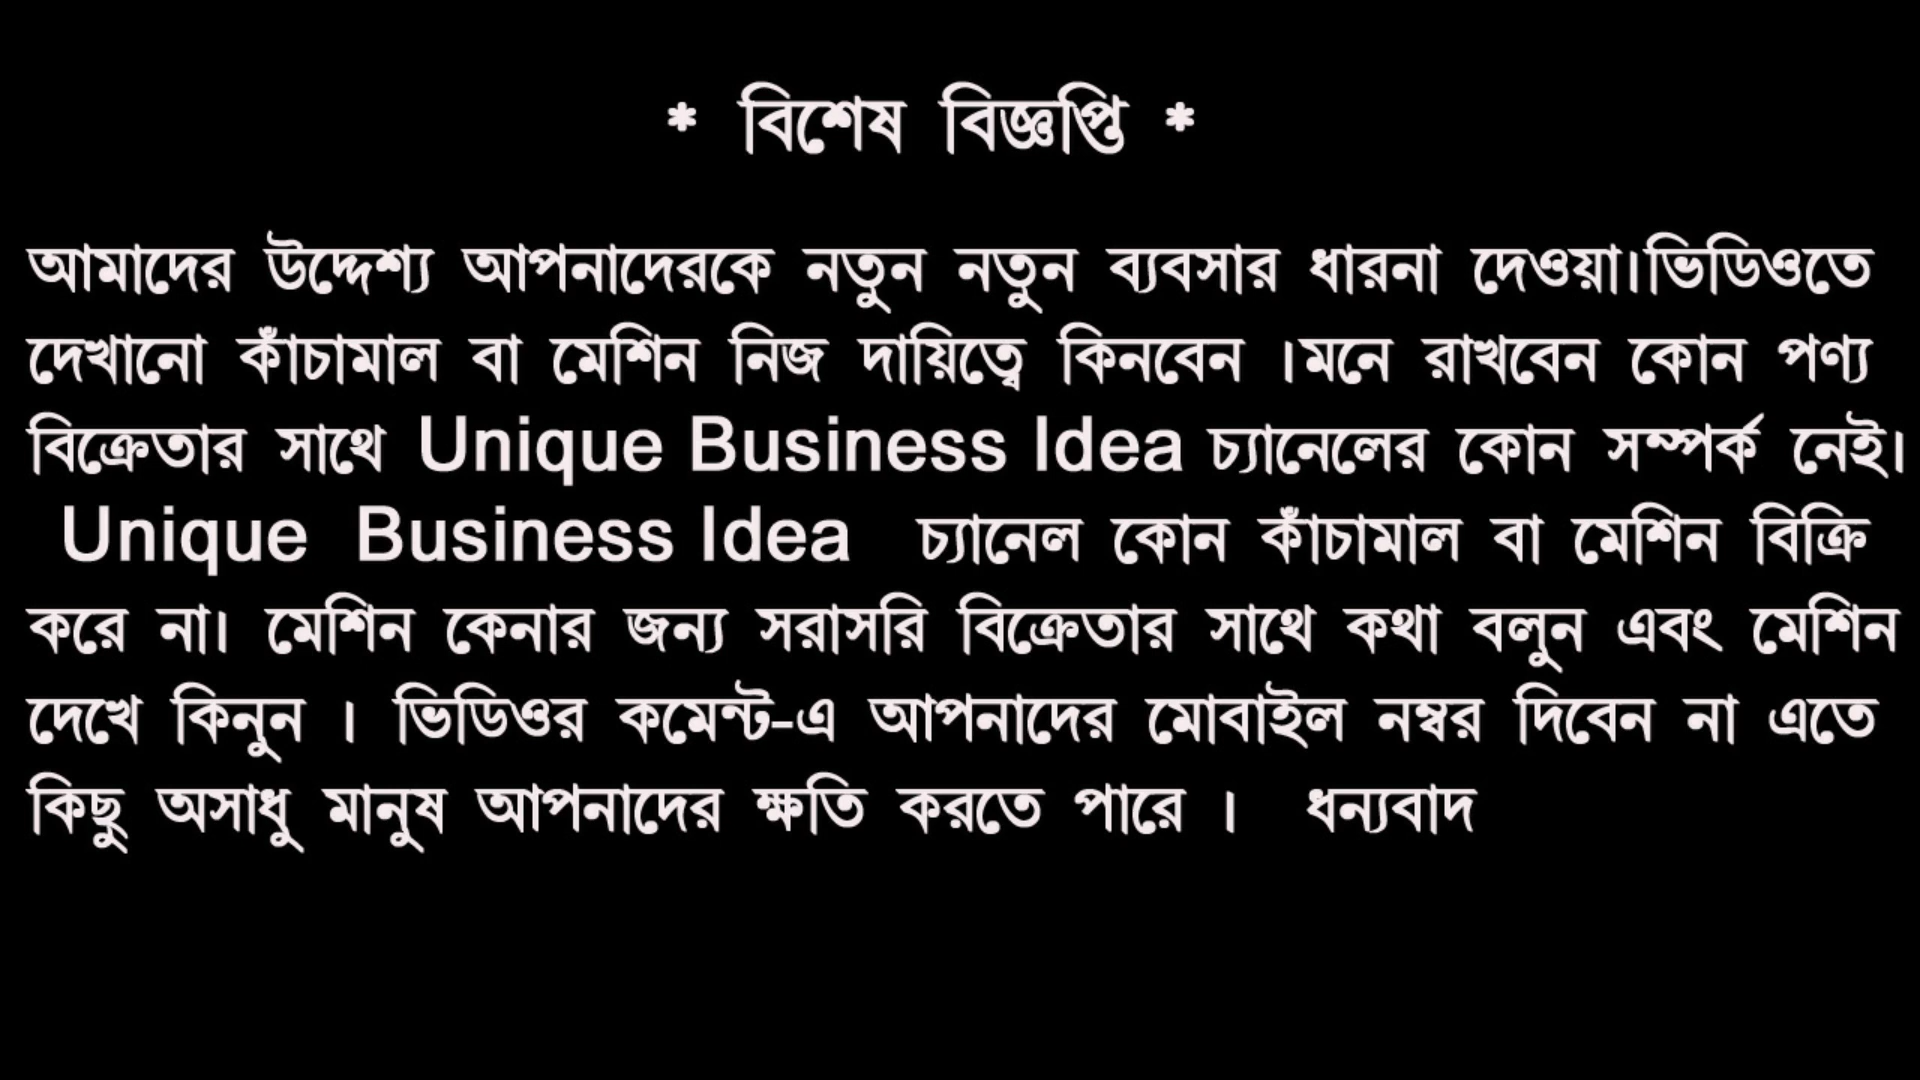 * বিশেষ বিজ্ঞপ্তি *
আমাদের উদ্দেশ্য আপনাদেরকে নতুন নতুন ব্যবসার ধারনা দেওয়া।ভিডিওতে
দেখানো কাঁচামাল বা মেশিন নিজ দায়িত্বে কিনবেন ।মনে রাখবেন কোন পণ্য
বিক্রেতার সাথে Unique Business Idea চ্যানেলের কোন সম্পর্ক নেই।
Unique Business Idea চ্যানেল কোন কাঁচামাল বা মেশিন বিক্রি
করে না। মেশিন কেনার জন্য সরাসরি বিক্রেতার সাথে কথা বলুন এবং মেশিন
দেখে কিনুন । ভিডিওর কমেন্ট-এ আপনাদের মোবাইল নম্বর দিবেন না এতে
কিছু অসাধু মানুষ আপনাদের ক্ষতি করতে পারে । ধন্যবাদ